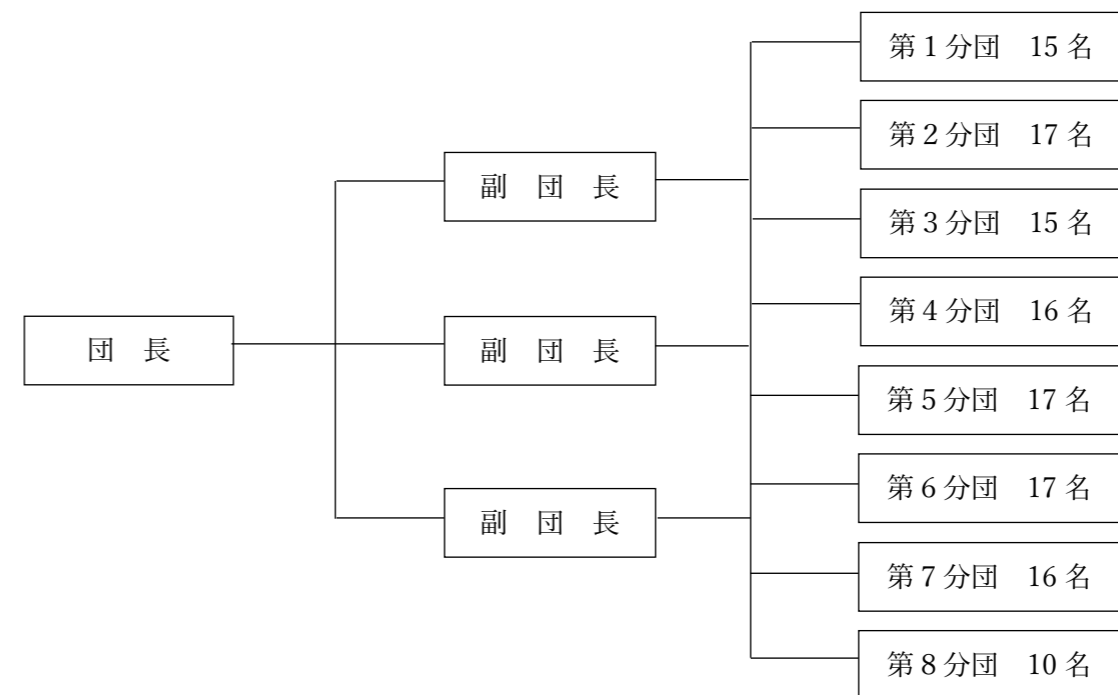 団　長
副　団　長
副　団　長
副　団　長
第１分団　15 名
第２分団　17 名
第３分団　15 名
第４分団　16 名
第５分団　17 名
第６分団　17 名
第７分団　16 名
第８分団　10 名